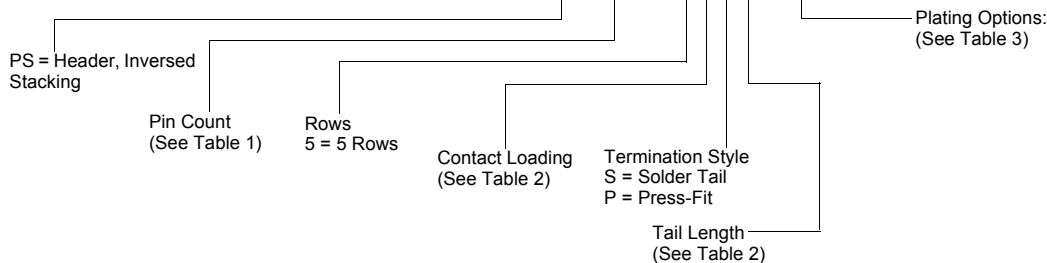 Plating Options:
(See Table 3)
PS = Header, Inversed
Stacking
Pin Count
(See Table 1)
Rows
5 = 5 Rows
Contact Loading
(See Table 2)
Termination Style
S = Solder Tail
P = Press-Fit
Tail Length
(See Table 2)